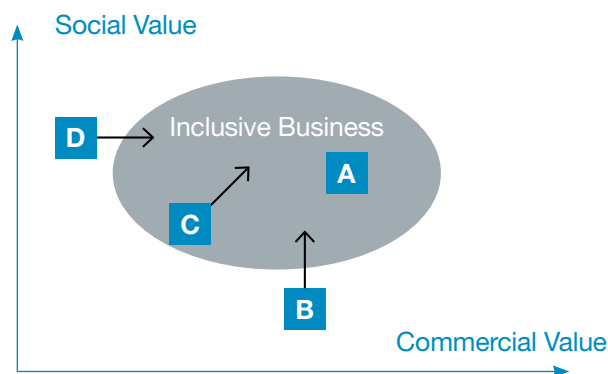 Social Value
Inclusive Business
D
A
C
B
Commercial Value